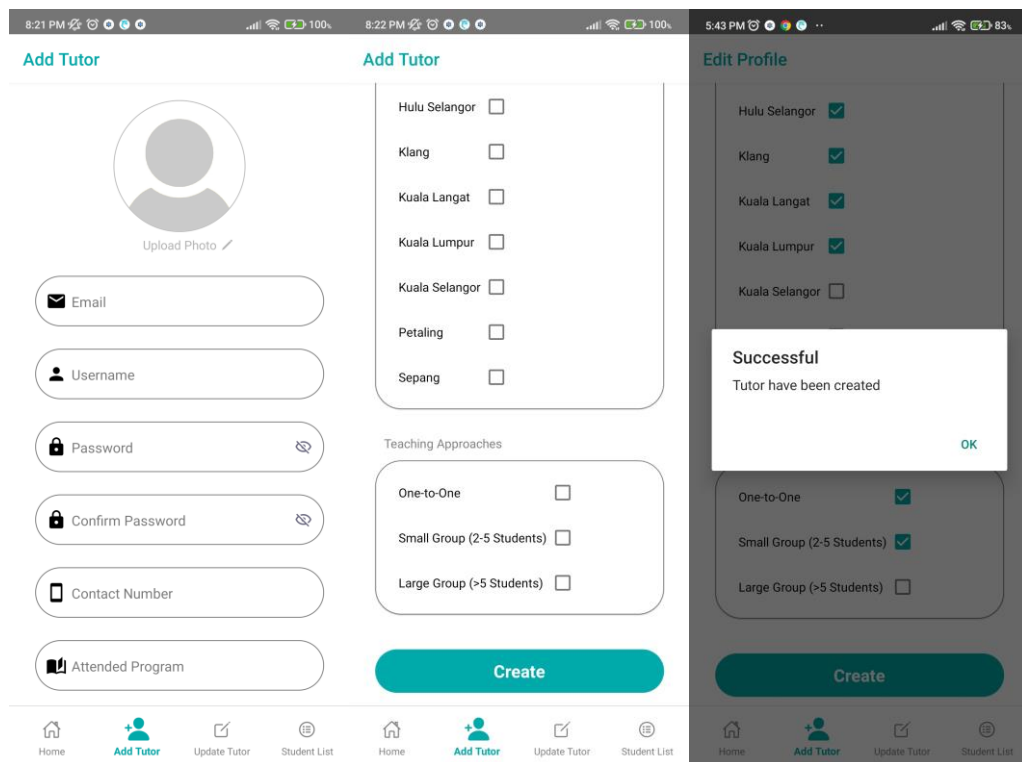 8:21 PM 100%
Add Tutor
Upload Photo
Email
Username
Password
Confirm Password
Contact Number
Attended Program
Home Add Tutor Update Tutor Student List
8:22 PM 100%
Add Tutor
Hulu Selangor
Klang
Kuala Langat
Kuala Lumpur
Kuala Selangor
Petaling
Sepang
Teaching Approaches
One-to-One
Small Group (2-5 Students)
Large Group (>5 Students)
Create
Home Add Tutor Update Tutor Student List
5:43 PM 83%
Edit Profile
Hulu Selangor
Klang
Kuala Langat
Kuala Lumpur
Kuala Selangor
Successful
Tutor have been created
OK
One-to-One
Small Group (2-5 Students)
Large Group (>5 Students)
Create
Home Add Tutor Update Tutor Student List